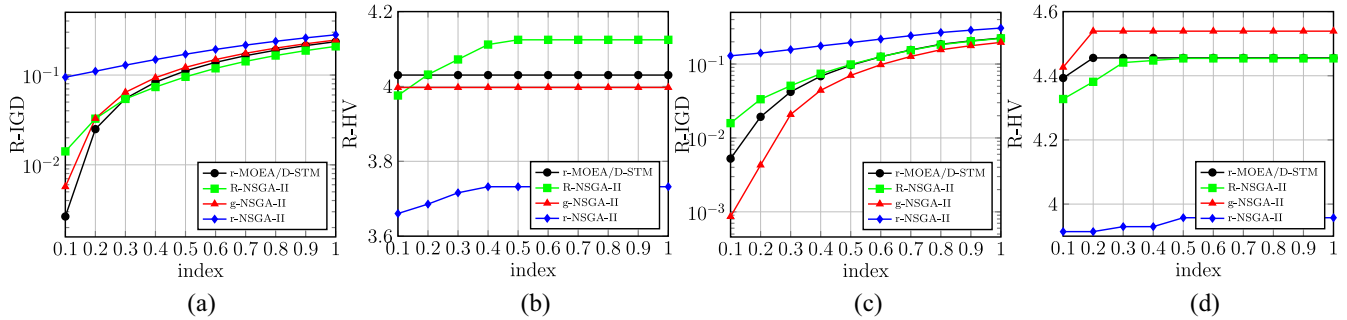 R-IGD
10⁻¹
10⁻²
0.1 0.2 0.3 0.4 0.5 0.6 0.7 0.8 0.9 1
index
r-MOEA/D-STM
R-NSGA-II
g-NSGA-II
r-NSGA-II
(a)
R-HV
4.2
4
3.8
3.6
0.1 0.2 0.3 0.4 0.5 0.6 0.7 0.8 0.9 1
index
r-MOEA/D-STM
R-NSGA-II
g-NSGA-II
r-NSGA-II
(b)
R-IGD
10⁻¹
10⁻²
10⁻³
0.1 0.2 0.3 0.4 0.5 0.6 0.7 0.8 0.9 1
index
r-MOEA/D-STM
R-NSGA-II
g-NSGA-II
r-NSGA-II
(c)
R-HV
4.6
4.4
4.2
4
0.1 0.2 0.3 0.4 0.5 0.6 0.7 0.8 0.9 1
index
r-MOEA/D-STM
R-NSGA-II
g-NSGA-II
r-NSGA-II
(d)